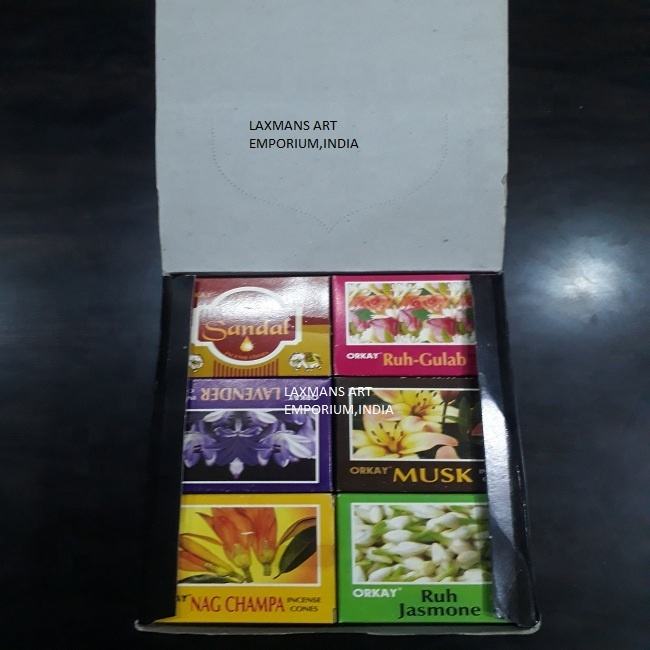 LAXMANS ART
EMPORIUM,INDIA
Sandal
ORKAY Ruh-Gulab
LAVENDER
ORKAY
LAXMANS ART
EMPORIUM,INDIA
ORKAY MUSK
NAG CHAMPA INCENSE
CONES
ORKAY Ruh
Jasmone